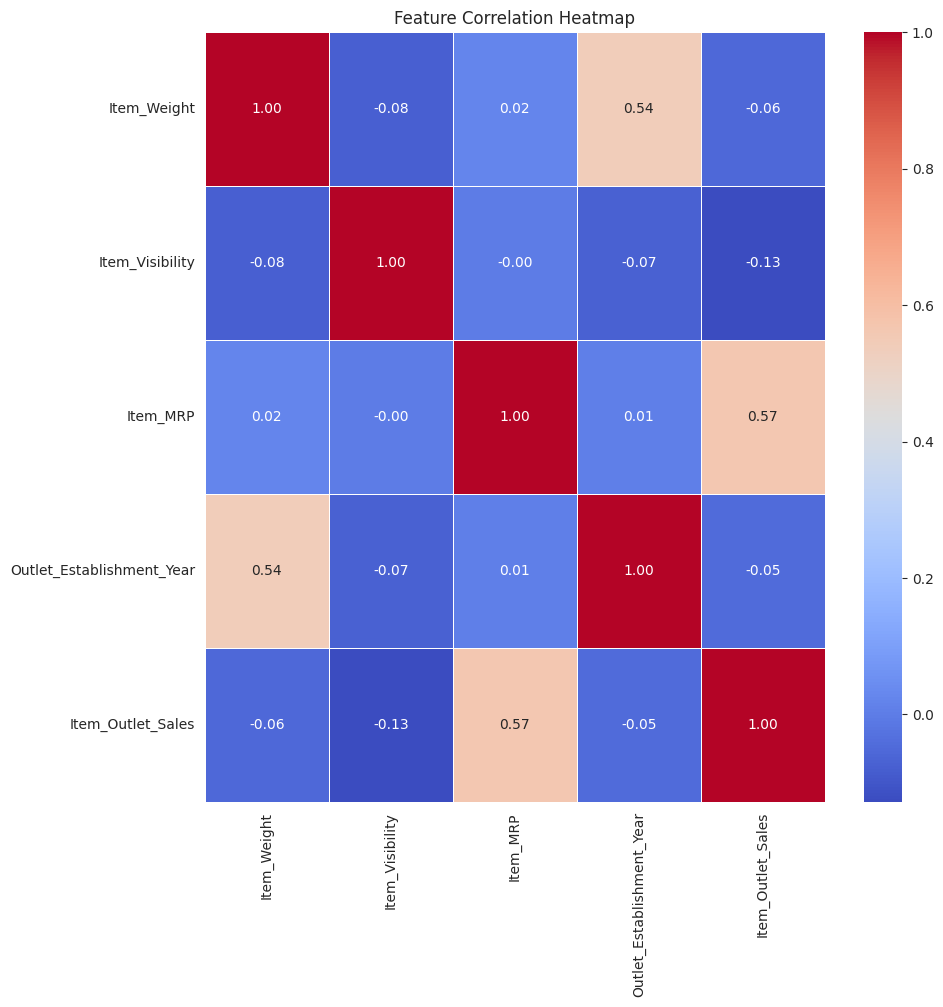 Feature Correlation Heatmap
Item_Weight 1.00 -0.08 0.02 0.54 -0.06
Item_Visibility -0.08 1.00 -0.00 -0.07 -0.13
Item_MRP 0.02 -0.00 1.00 0.01 0.57
Outlet_Establishment_Year 0.54 -0.07 0.01 1.00 -0.05
Item_Outlet_Sales -0.06 -0.13 0.57 -0.05 1.00
Item_Weight
Item_Visibility
Item_MRP
Outlet_Establishment_Year
Item_Outlet_Sales
1.0
0.8
0.6
0.4
0.2
0.0